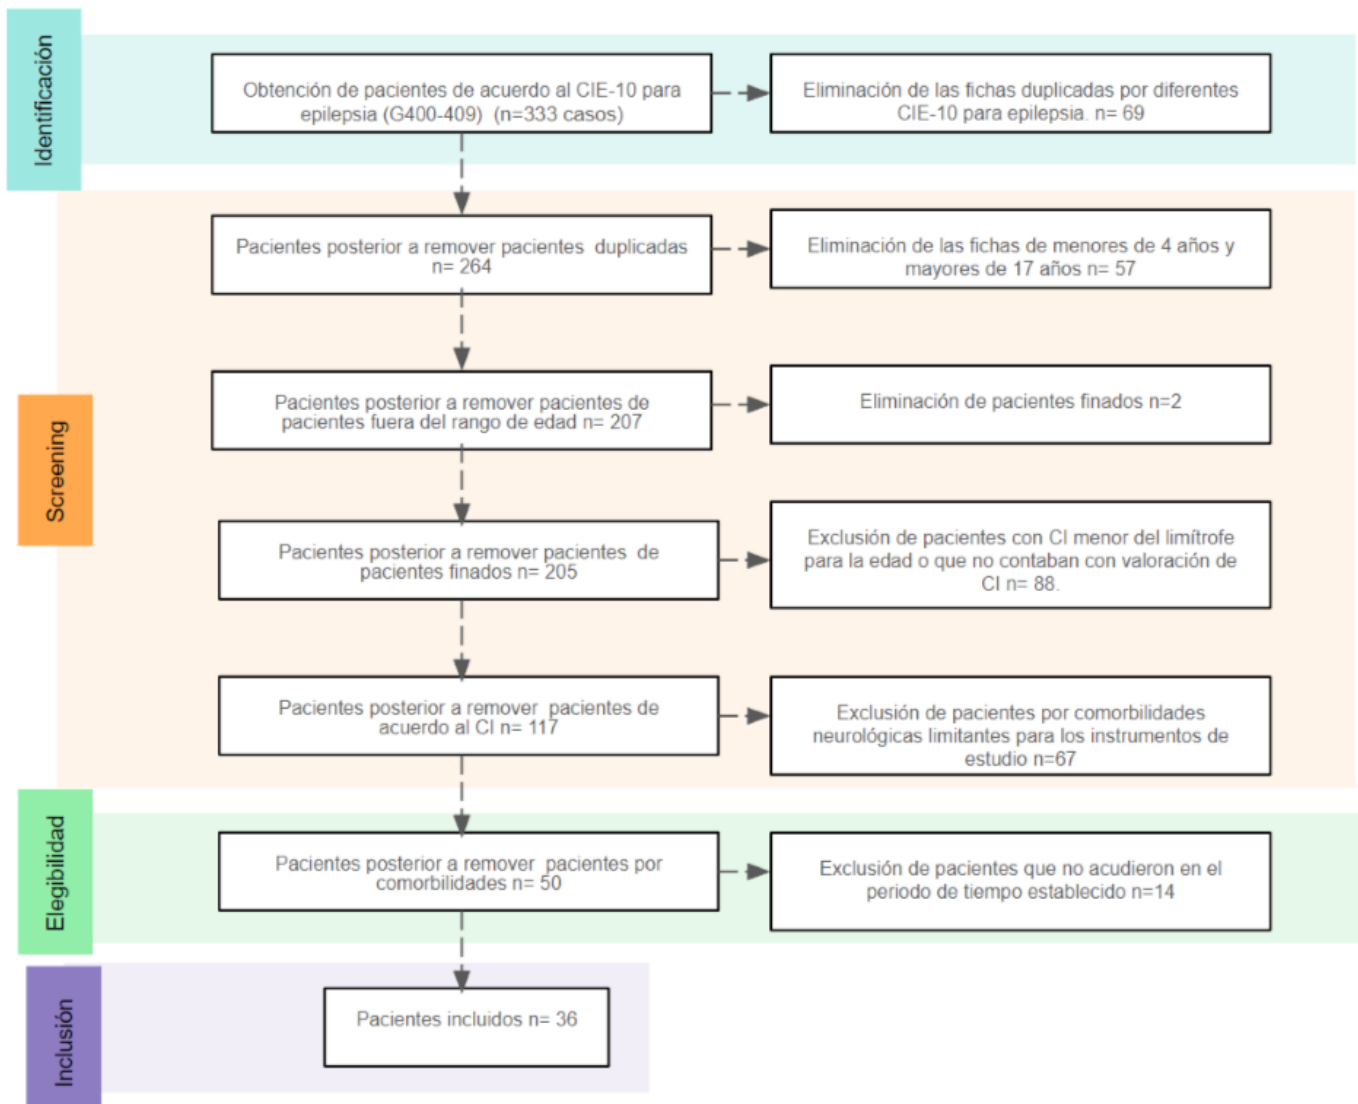 Identificación
Obtención de pacientes de acuerdo al CIE-10 para
epilepsia (G400-409) (n=333 casos)
Eliminación de las fichas duplicadas por diferentes
CIE-10 para epilepsia. n= 69
Screening
Pacientes posterior a remover pacientes duplicadas
n= 264
Eliminación de las fichas de menores de 4 años y
mayores de 17 años n= 57
Pacientes posterior a remover pacientes de
pacientes fuera del rango de edad n= 207
Eliminación de pacientes finados n=2
Pacientes posterior a remover pacientes de
pacientes finados n= 205
Exclusión de pacientes con CI menor del limítrofe
para la edad o que no contaban con valoración de
CI n= 88.
Pacientes posterior a remover pacientes de
acuerdo al CI n= 117
Exclusión de pacientes por comorbilidades
neurológicas limitantes para los instrumentos de
estudio n=67
Elegibilidad
Pacientes posterior a remover pacientes por
comorbilidades n= 50
Exclusión de pacientes que no acudieron en el
periodo de tiempo establecido n=14
Inclusión
Pacientes incluidos n= 36